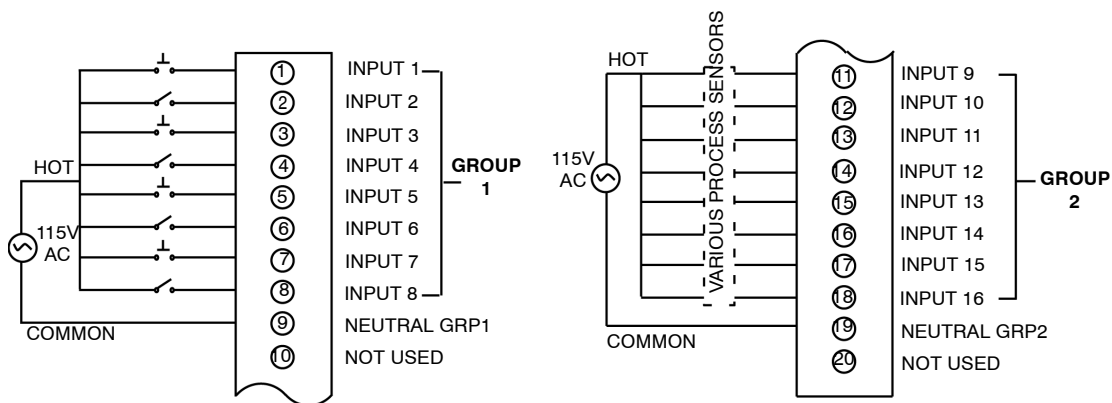 HOT
115V
AC
COMMON
1
2
3
4
5
6
7
8
9
10
INPUT 1
INPUT 2
INPUT 3
INPUT 4
INPUT 5
INPUT 6
INPUT 7
INPUT 8
NEUTRAL GRP1
NOT USED
GROUP
1
HOT
115V
AC
COMMON
VARIOUS PROCESS SENSORS
11
12
13
14
15
16
17
18
19
20
INPUT 9
INPUT 10
INPUT 11
INPUT 12
INPUT 13
INPUT 14
INPUT 15
INPUT 16
NEUTRAL GRP2
NOT USED
GROUP
2